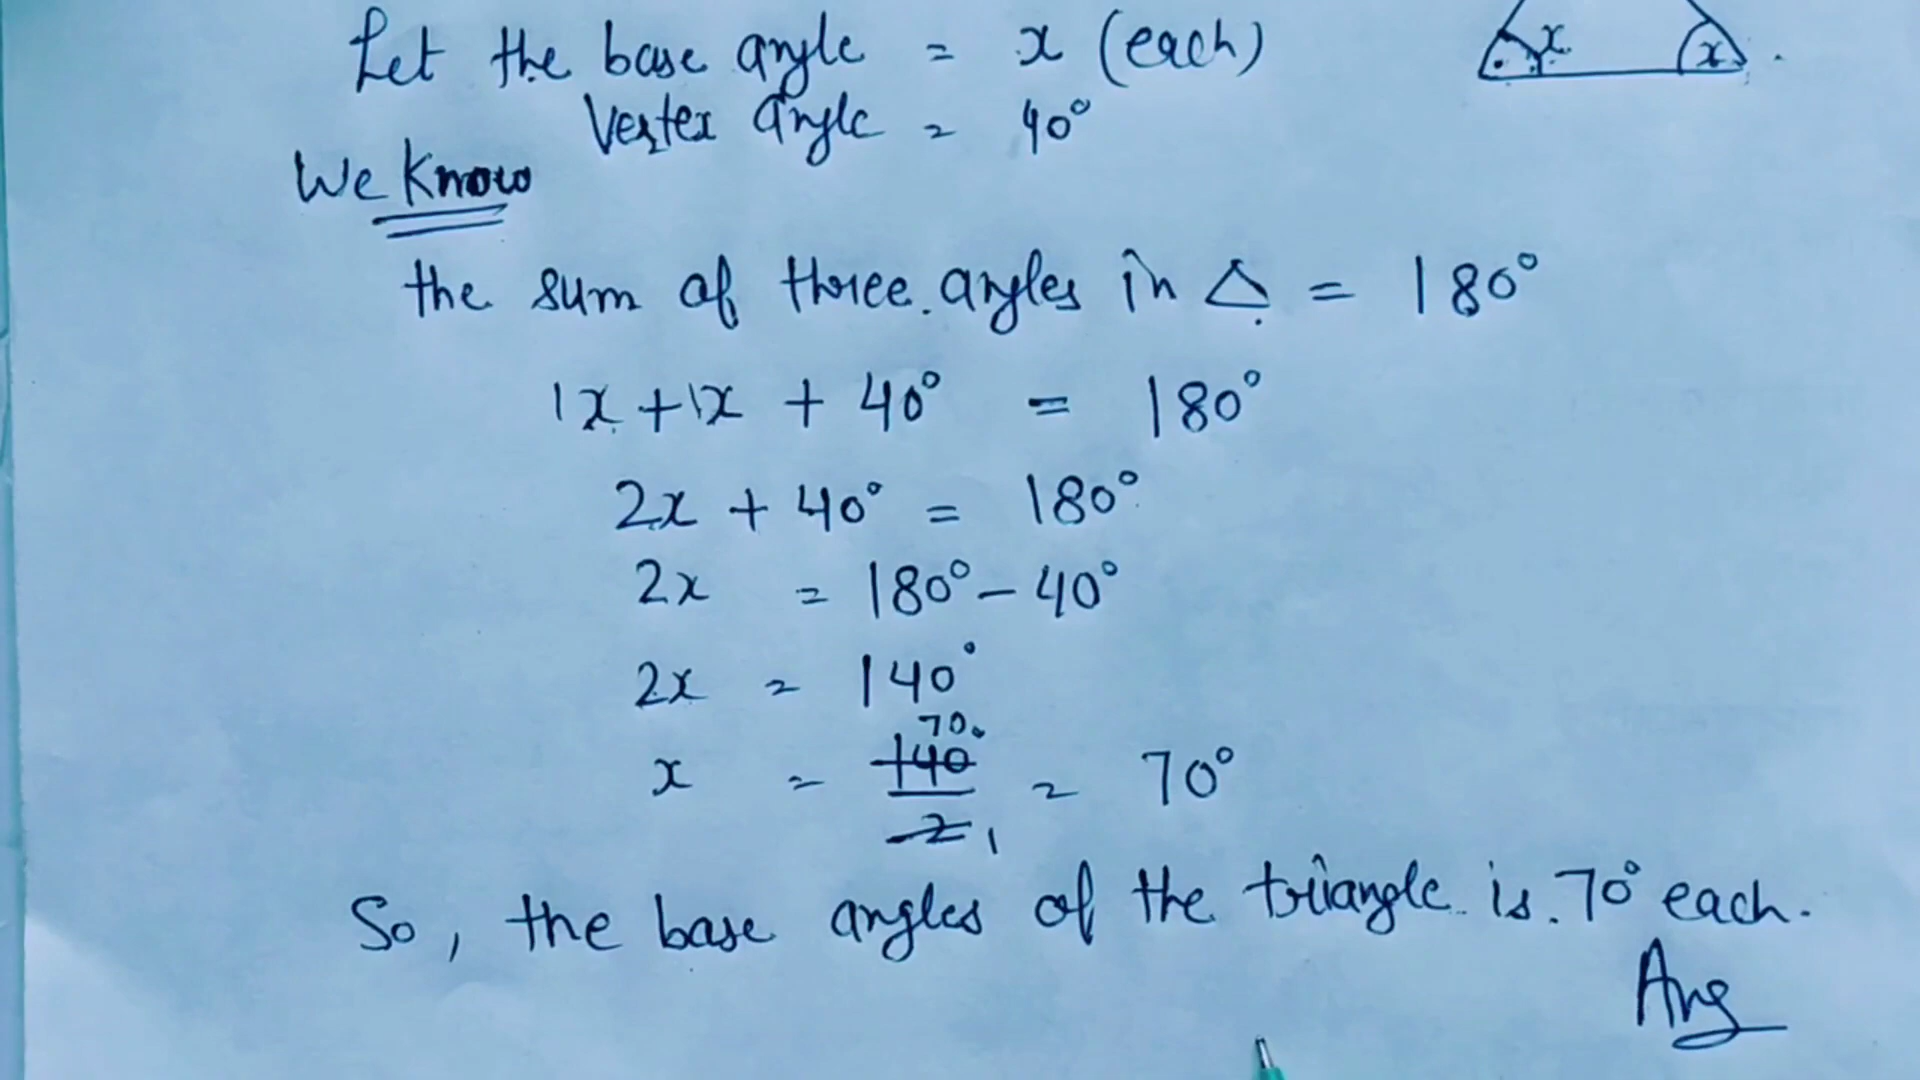 Let the base angle = x (each)
x x
Vertex angle = 40°
We Know
the sum of three angles in △ = 180°
1x + 1x + 40° = 180°
2x + 40° = 180°
2x = 180° - 40°
2x = 140°
70
x = 140/2 = 70°
1
So, the base angles of the triangle is 70° each.
Ans